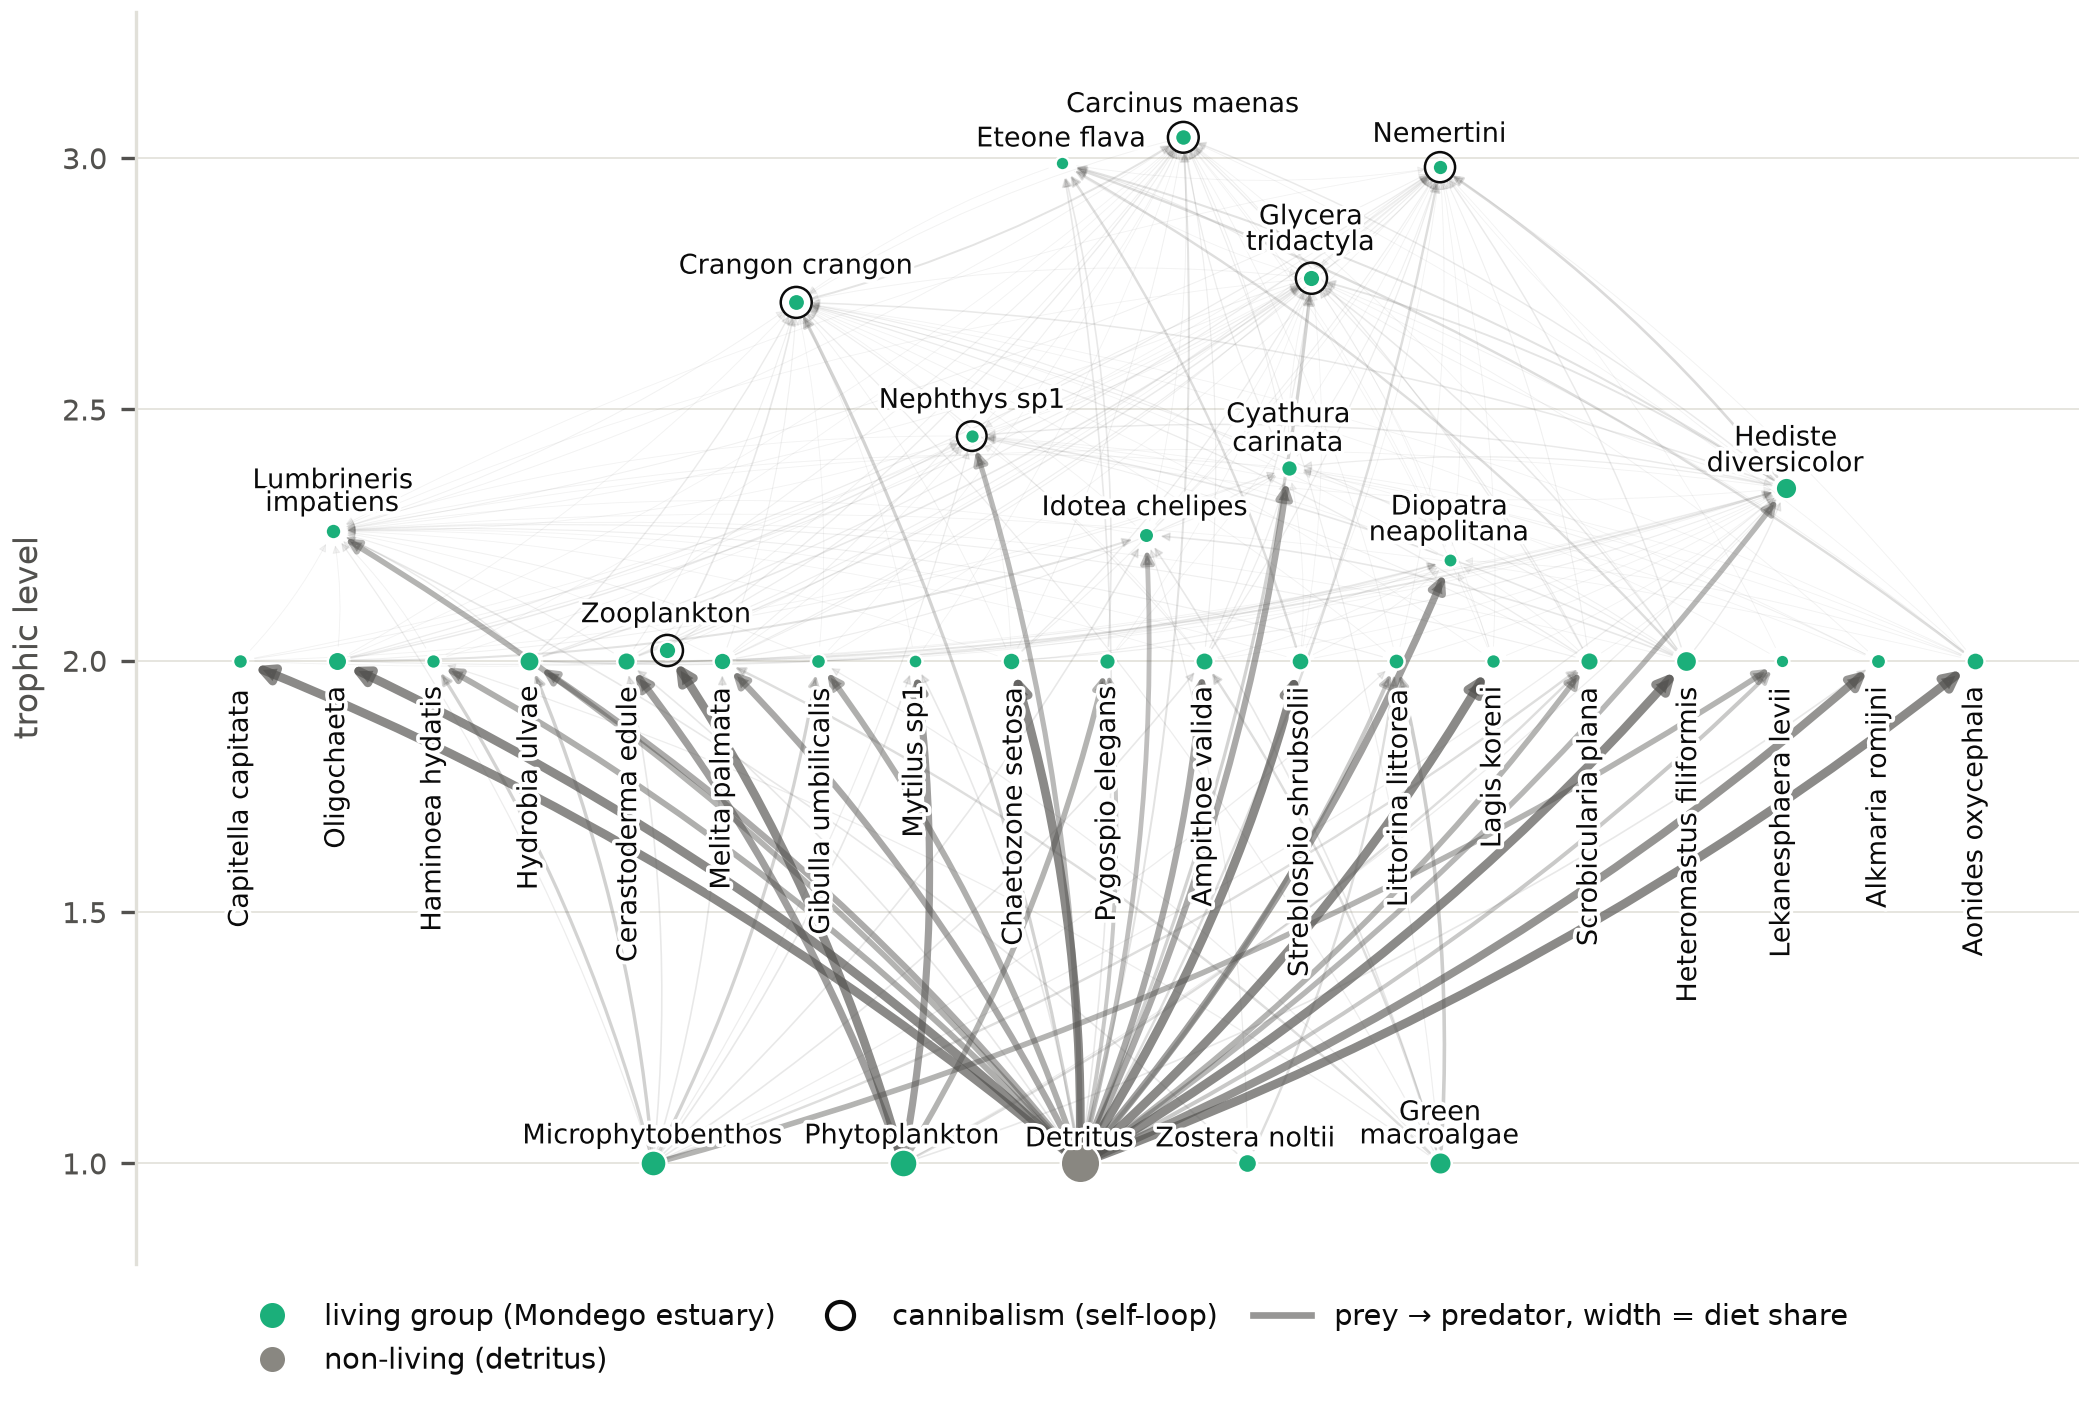 Carcinus maenas
Eteone flava
Nemertini
3.0
Glycera
tridactyla
Crangon crangon
Nephthys sp1
2.5
Cyathura
carinata
Hediste
diversicolor
Lumbrineris
impatiens
Idotea chelipes
Diopatra
neapolitana
trophic level
Zooplankton
2.0
Capitella capitata
Oligochaeta
Haminoea hydatis
Hydrobia ulvae
Cerastoderma edule
Melita palmata
Gibulla umbilicalis
Mytilus sp1
Chaetozone setosa
Pygospio elegans
Ampithoe valida
Streblospio shrubsolii
Littorina littorea
Lagis koreni
Scrobicularia plana
Heteromastus filiformis
Lekanesphaera levii
Alkmaria romijni
Aonides oxycephala
1.5
Microphytobenthos
Phytoplankton
Detritus
Zostera noltii
Green
macroalgae
1.0
living group (Mondego estuary)
cannibalism (self-loop)
prey → predator, width = diet share
non-living (detritus)